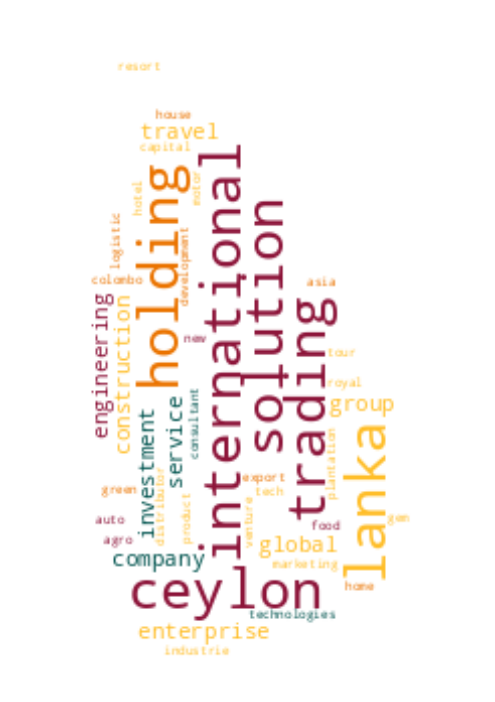 resort
house
travel
capital
hotel
motor
holding
international
solution
logistic
development
colombo
asia
engineering
construction
trading
new
tour
royal
group
investment
service
consultant
lanka
plantation
export
tech
green
distributor
product
venture
auto
food
gem
agro
company
global
marketing
ceylon
home
technologies
enterprise
industrie